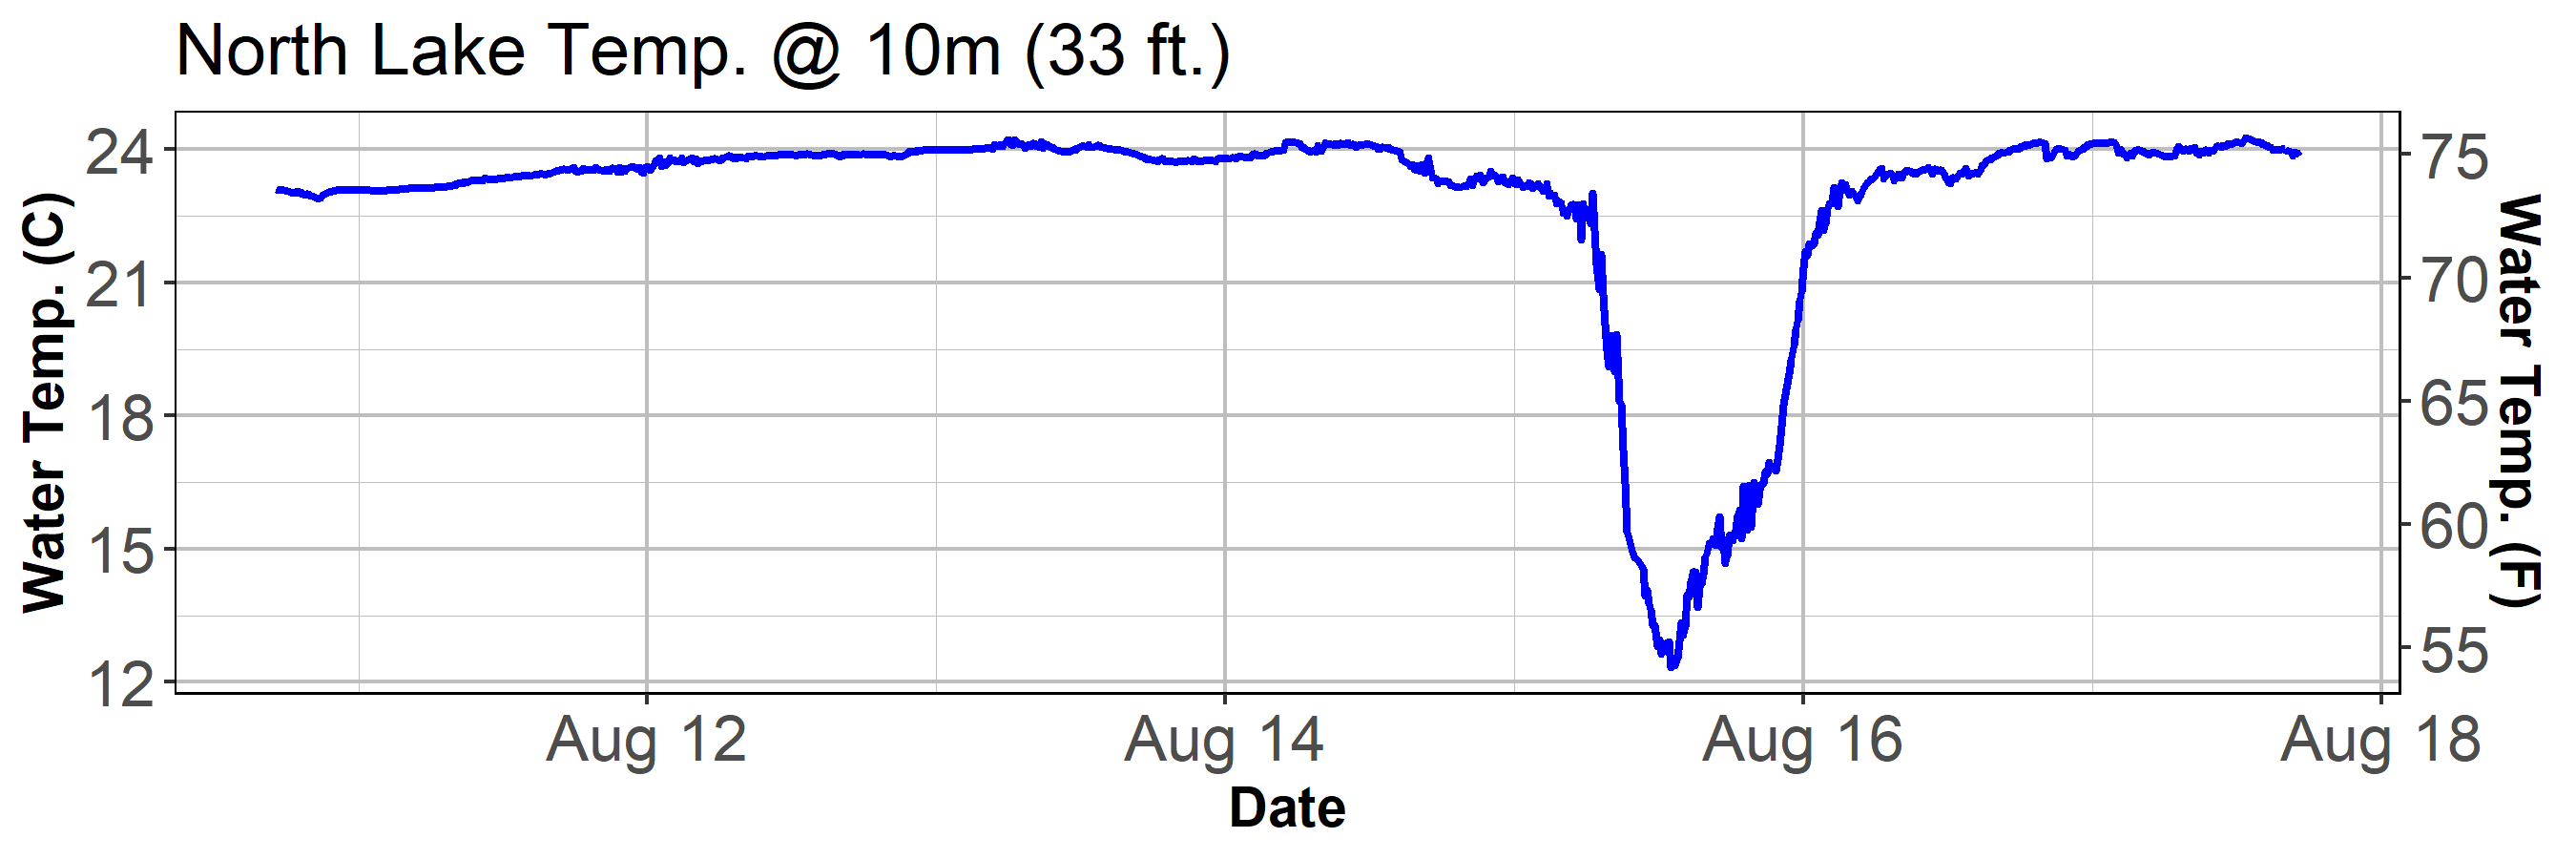 North Lake Temp. @ 10m (33 ft.)
Water Temp. (C)
24
21
18
15
12
75
70
65
60
55
Water Temp. (F)
Aug 12 Aug 14 Aug 16 Aug 18
Date